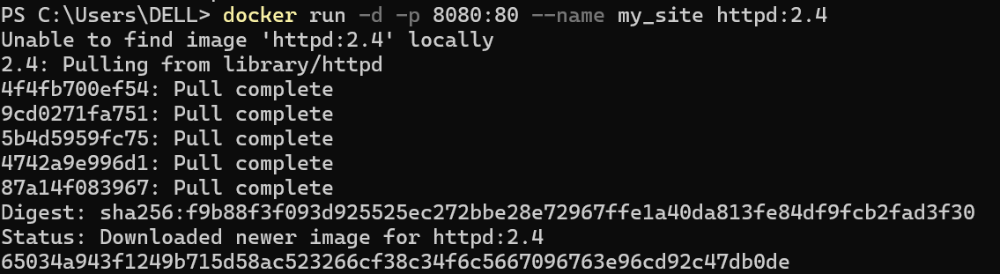 PS C:\Users\DELL> docker run -d -p 8080:80 --name my_site httpd:2.4
Unable to find image 'httpd:2.4' locally
2.4: Pulling from library/httpd
4f4fb700ef54: Pull complete
9cd0271fa751: Pull complete
5b4d5959fc75: Pull complete
4742a9e996d1: Pull complete
87a14f083967: Pull complete
Digest: sha256:f9b88f3f093d925525ec272bbe28e72967ffe1a40da813fe84df9fcb2fad3f30
Status: Downloaded newer image for httpd:2.4
65034a943f1249b715d58ac523266cf38c34f6c5667096763e96cd92c47db0de